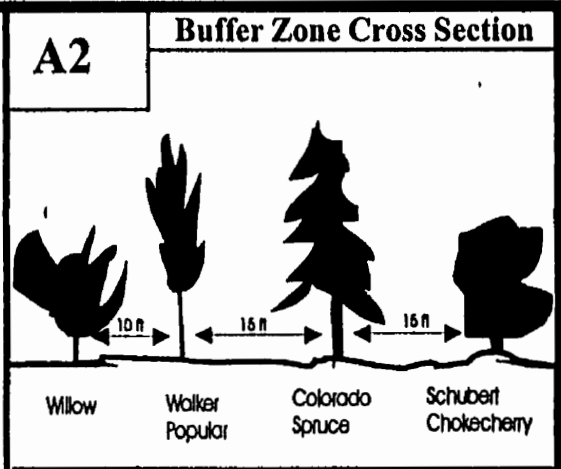 A2
Buffer Zone Cross Section
10 ft
15 ft
15 ft
Willow
Walker
Popular
Colorado
Spruce
Schubert
Chokecherry